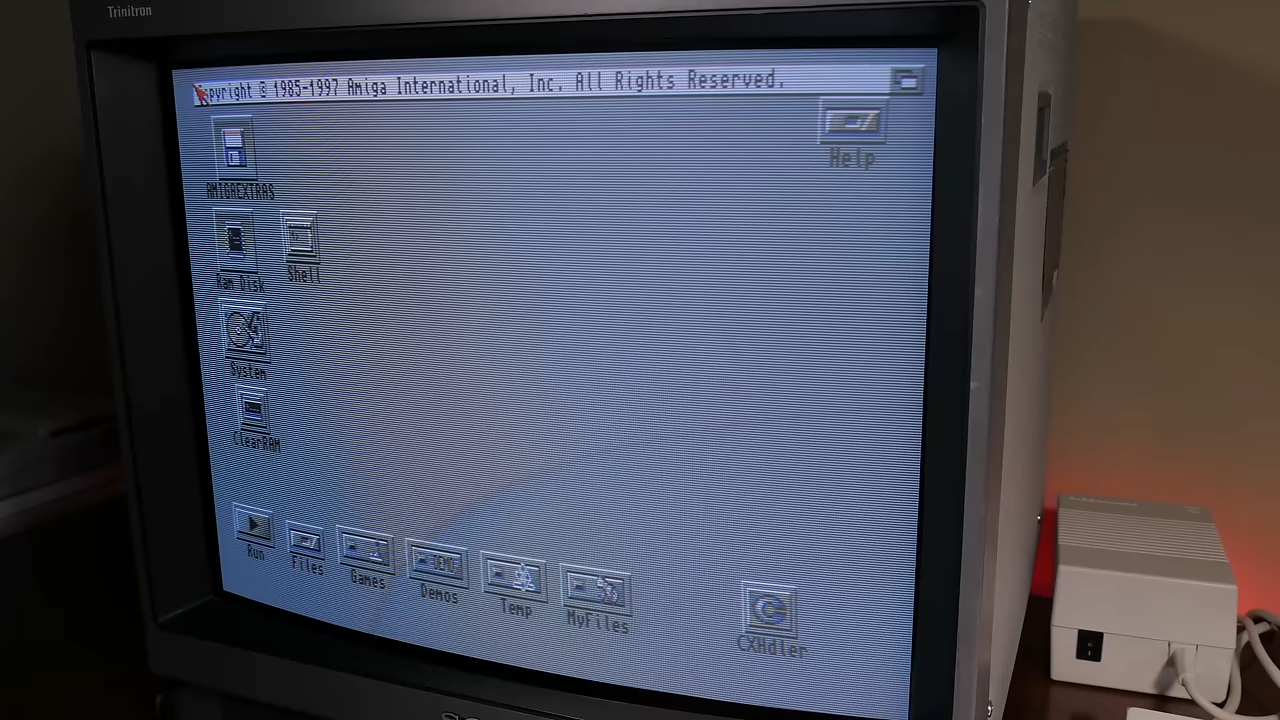 Trinitron
pyright © 1985-1997 Amiga International, Inc. All Rights Reserved.
Help
AMIGAEXTRAS
Ram Disk
Shell
System
ClearRAM
Run
Files
Games
Demos
Temp
MyFiles
CXHdler